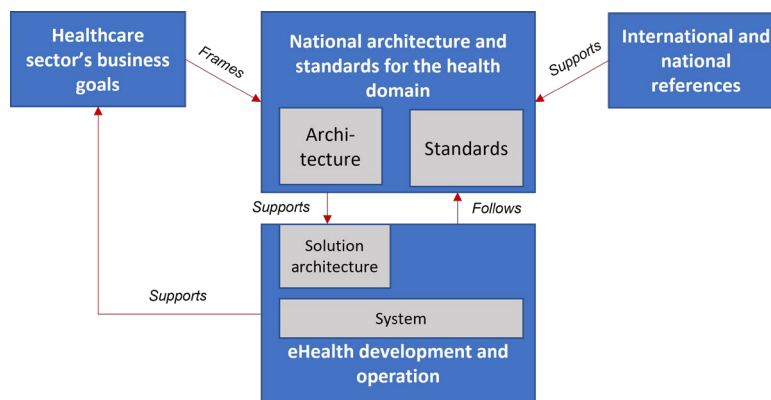 Healthcare
sector's business
goals
Frames
National architecture and
standards for the health
domain
Supports
International and
national
references
Archi-
tecture
Standards
Supports
Follows
Solution
architecture
Supports
System
eHealth development and
operation